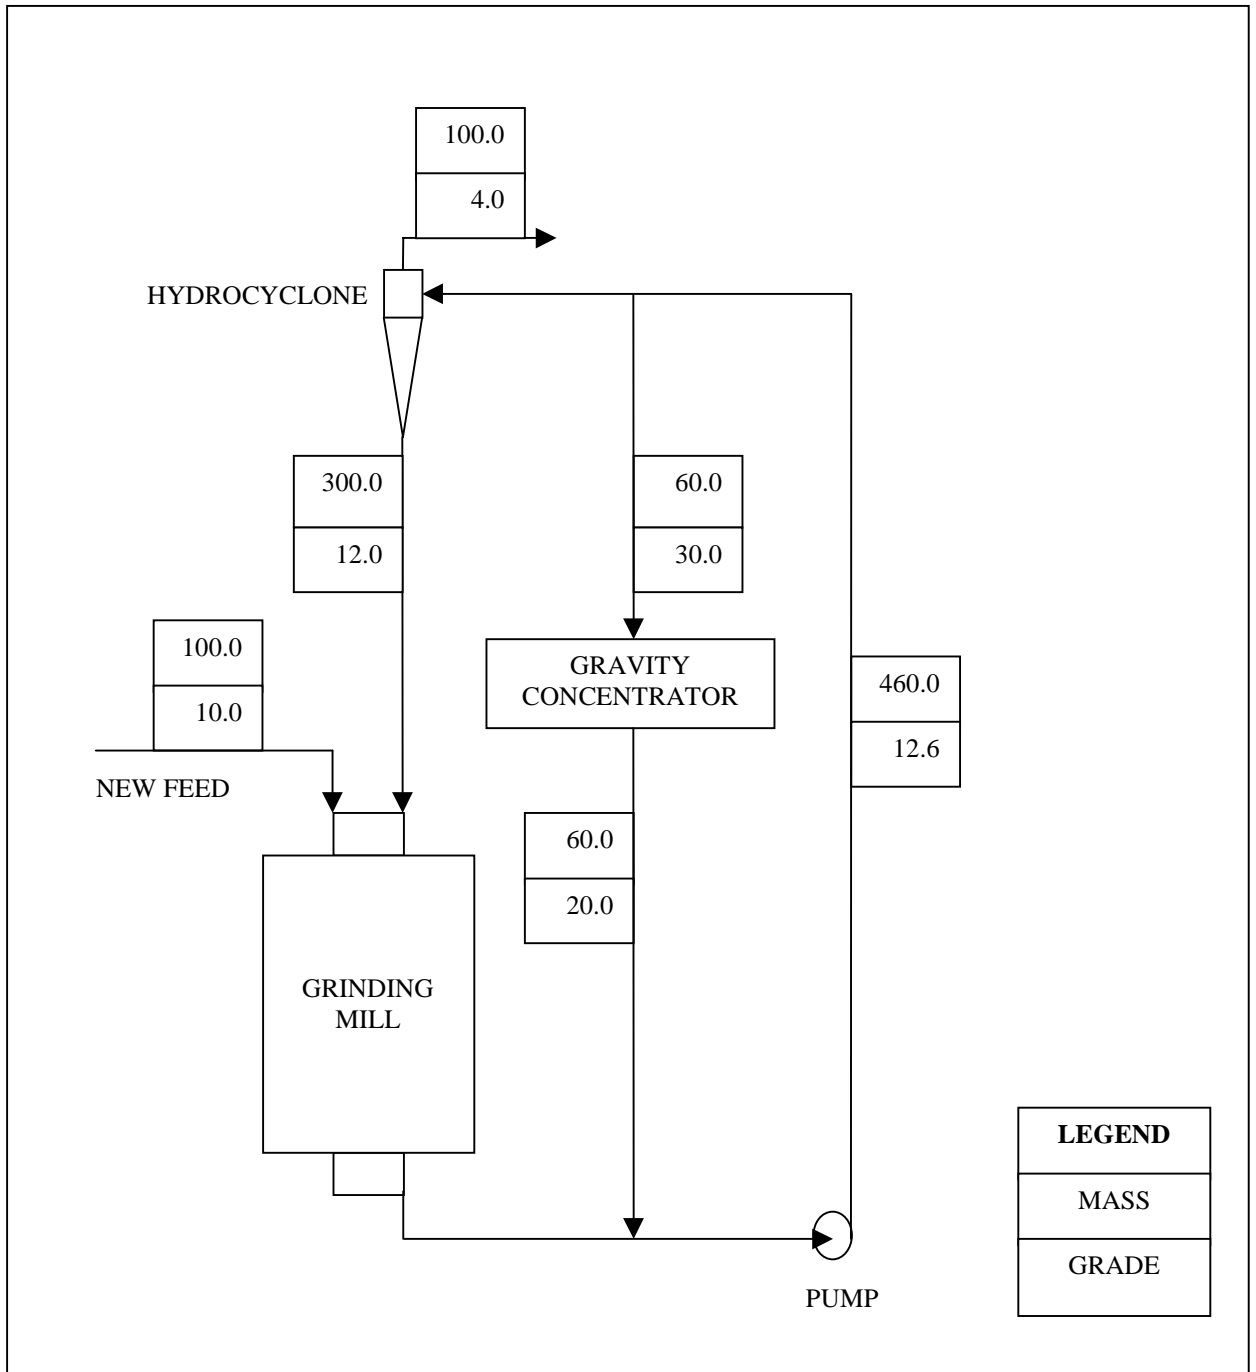 100.0
4.0
HYDROCYCLONE
300.0
12.0
60.0
30.0
100.0
10.0
NEW FEED
GRAVITY
CONCENTRATOR
460.0
12.6
60.0
20.0
GRINDING
MILL
LEGEND
MASS
GRADE
PUMP